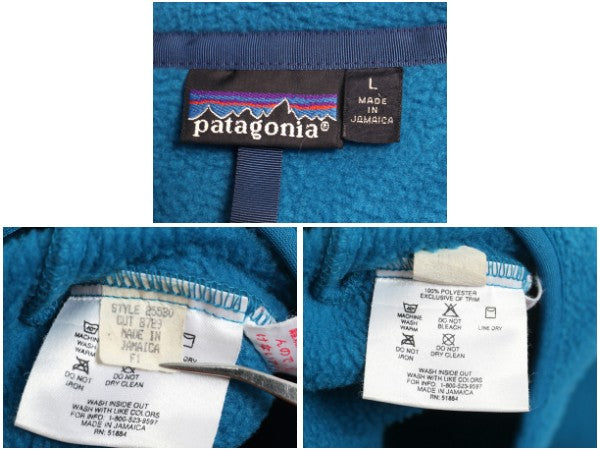 patagonia®
L
MADE
IN
JAMAICA
STYLE 25580
CUT 8729
MADE IN
JAMAICA
F1
MACHINE
WASH
WARM
DRY
DO NOT
IRON
DO NOT
DRY CLEAN
WASH INSIDE OUT
WASH WITH LIKE COLORS
FOR INFO: 1-800-523-9597
MADE IN JAMAICA
RN: 51884
100% POLYESTER
EXCLUSIVE OF TRIM
MACHINE
WASH
WARM
DO NOT
BLEACH
LINE DRY
DO NOT
IRON
DO NOT
DRY CLEAN
WASH INSIDE OUT
WASH WITH LIKE COLORS
FOR INFO: 1-800-523-9597
MADE IN JAMAICA
RN: 51884